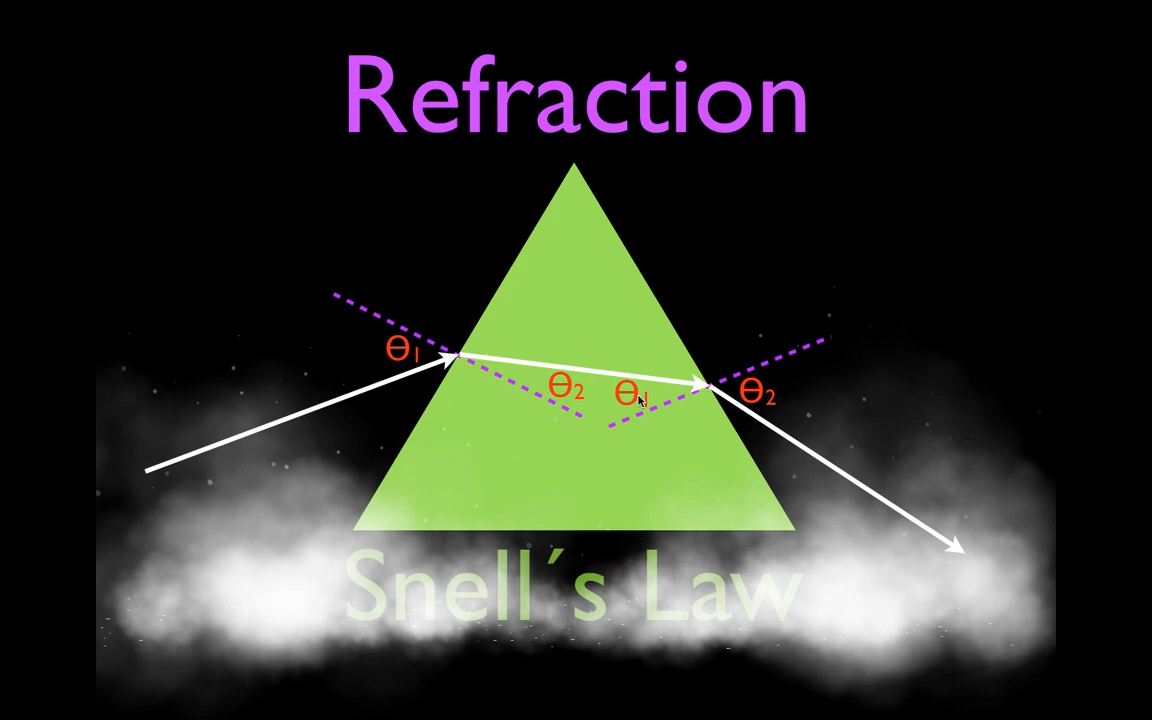 Refraction
Θ1
Θ2
Θ1
Θ2
Snell´s Law